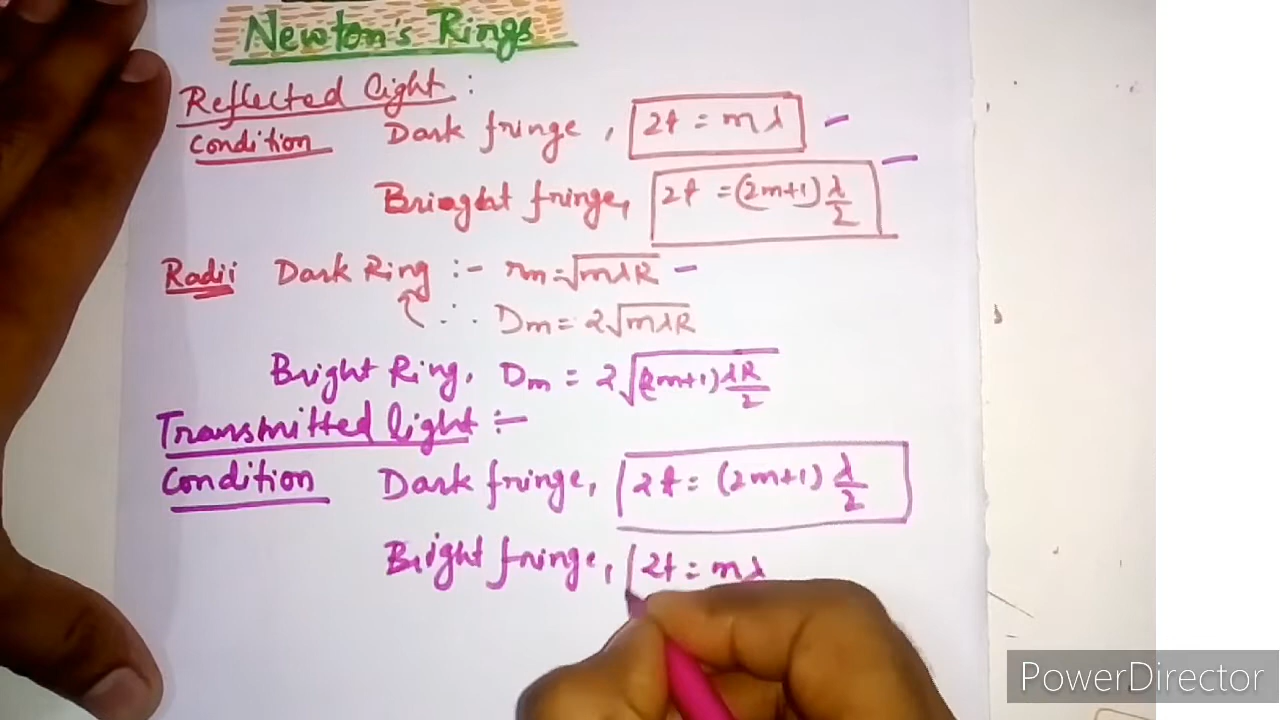 Newton's Rings
Reflected light :
Condition Dark fringe, 2t = mλ
Brioght fringe, 2t = (2m+1) λ/2
Radii Dark Ring :- rm = √mλR
∴ Dm = 2√mλR
Bright Ring, Dm = 2√(2m+1) λR/2
Transmitted light :-
Condition Dark fringe, 2t = (2m+1) λ/2
Bright fringe, 2t = mλ
PowerDirector